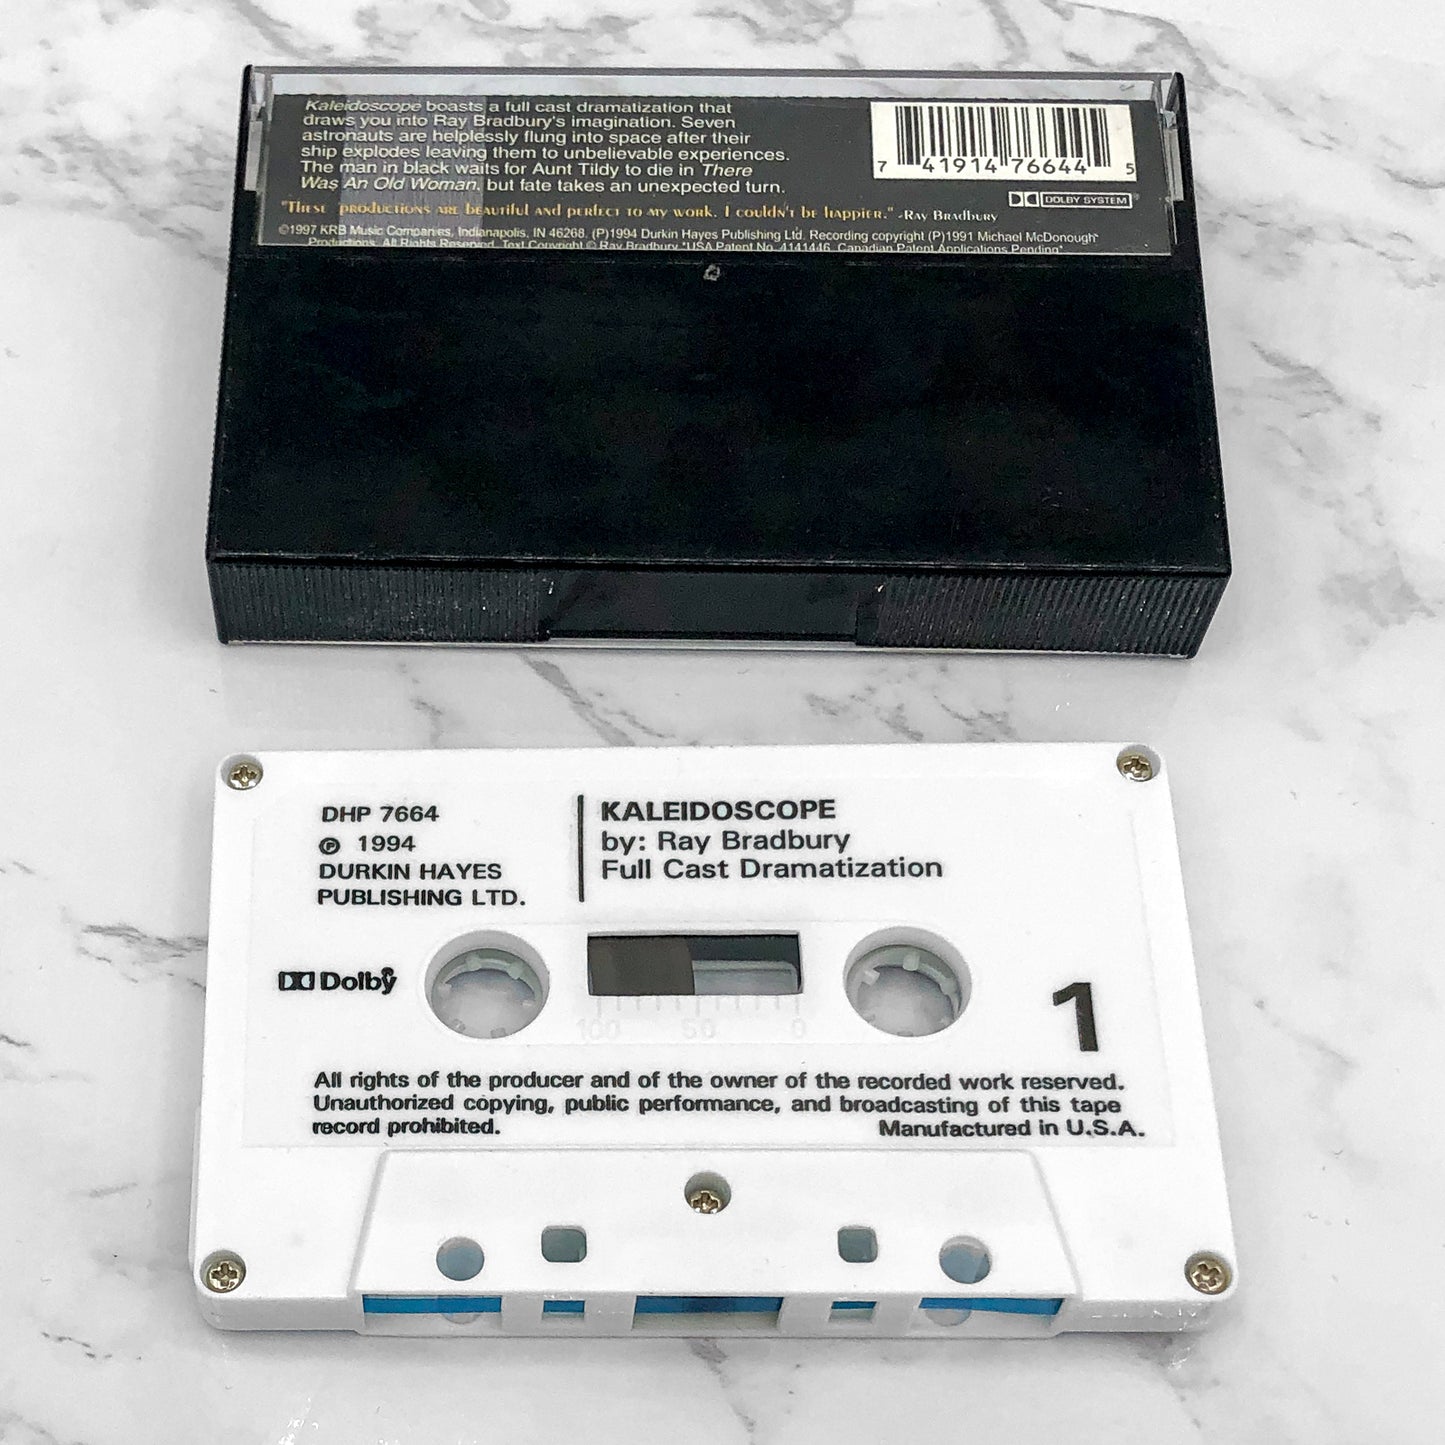 Kaleidoscope boasts a full cast dramatization that
draws you into Ray Bradbury's imagination. Seven
astronauts are helplessly flung into space after their
ship explodes leaving them to unbelievable experiences.
The man in black waits for Aunt Tildy to die in There
Was An Old Woman, but fate takes an unexpected turn.
7 41914 76644 5
DOLBY SYSTEM®
"These productions are beautiful and perfect to my work. I couldn't be happier." -Ray Bradbury
©1997 KRB Music Companies, Indianapolis, IN 46268. (P)1994 Durkin Hayes Publishing Ltd. Recording copyright (P)1991 Michael McDonough
Productions. All Rights Reserved. Text Copyright © Ray Bradbury *USA Patent No. 4141446. Canadian Patent Applications Pending*
DHP 7664
℗ 1994
DURKIN HAYES
PUBLISHING LTD.
KALEIDOSCOPE
by: Ray Bradbury
Full Cast Dramatization
Dolby
100 50 0
1
All rights of the producer and of the owner of the recorded work reserved.
Unauthorized copying, public performance, and broadcasting of this tape
record prohibited.
Manufactured in U.S.A.